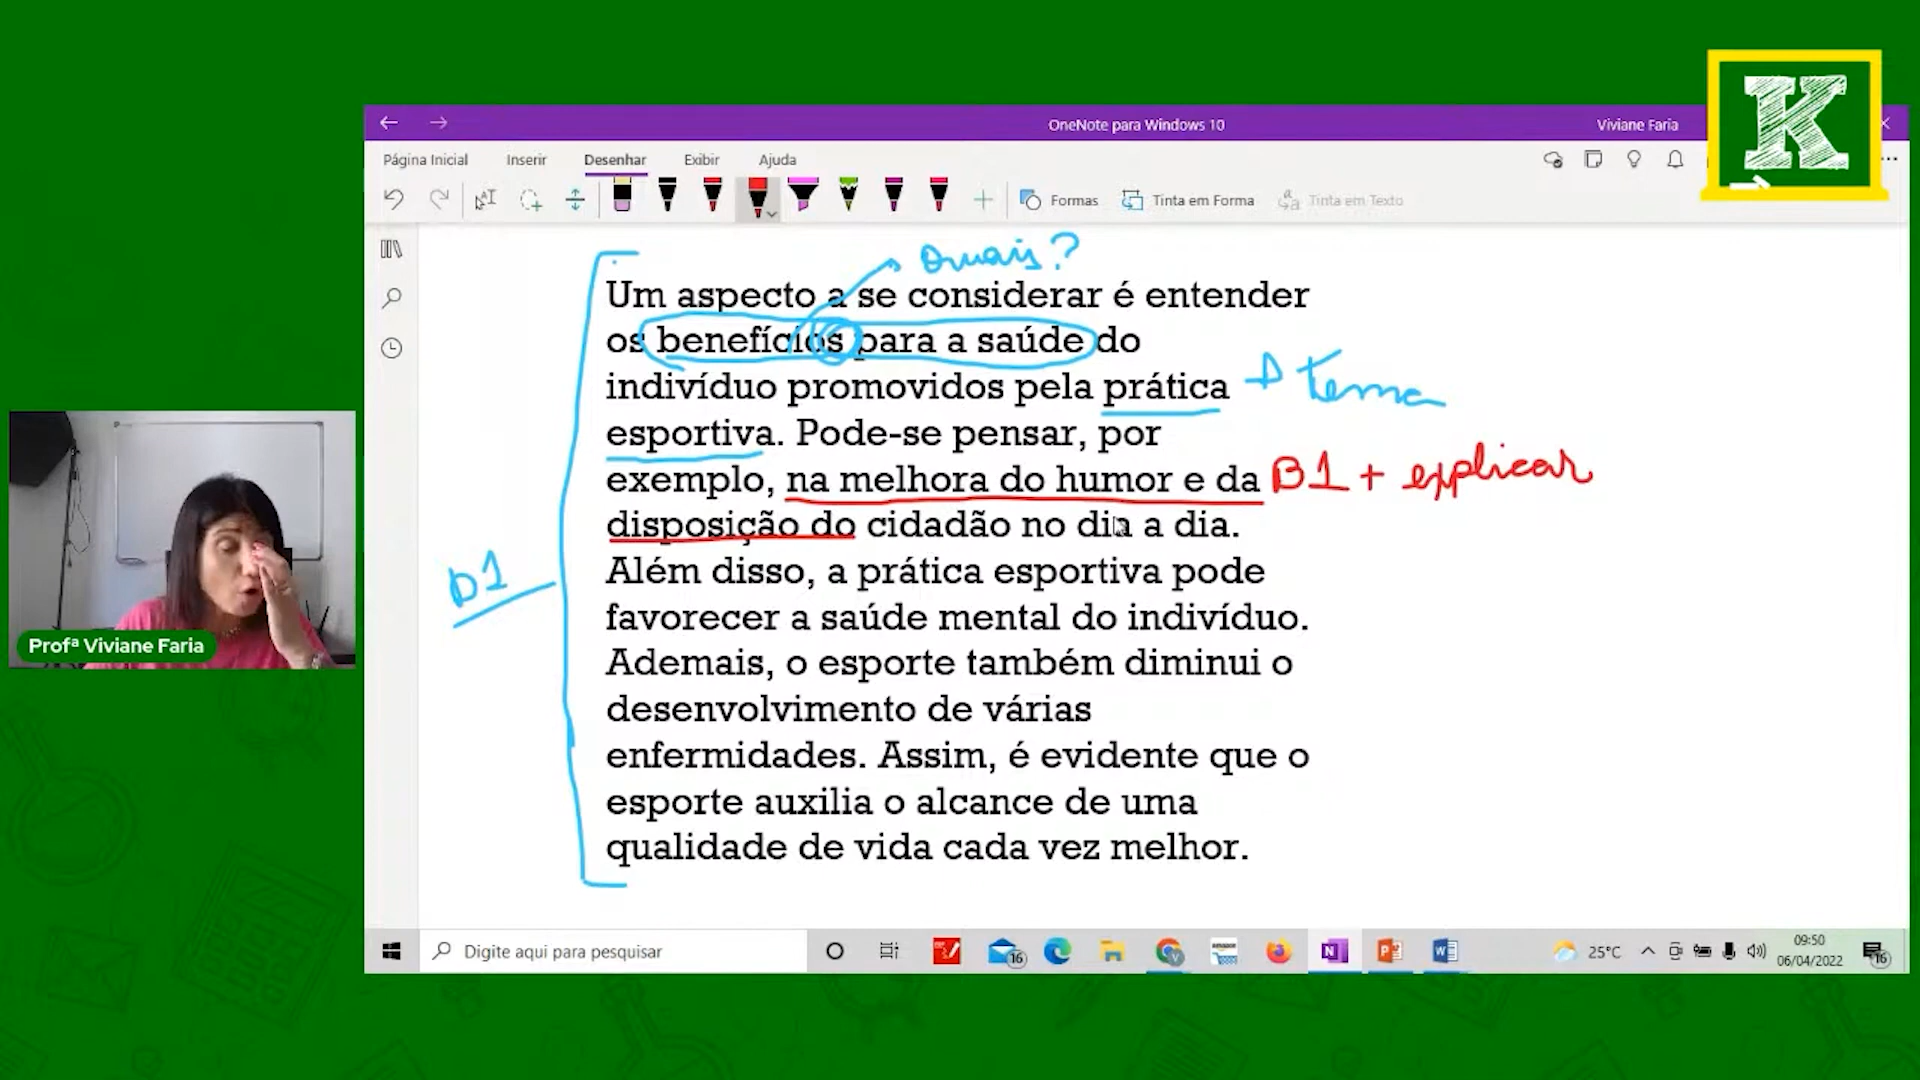 K
OneNote para Windows 10
Viviane Faria
Página Inicial Inserir Desenhar Exibir Ajuda
Formas Tinta em Forma Tinta em Texto
Quais?
Um aspecto a se considerar é entender
os benefícios para a saúde do
indivíduo promovidos pela prática
tema
esportiva. Pode-se pensar, por
exemplo, na melhora do humor e da
B1 + explicar
disposição do cidadão no dia a dia.
Além disso, a prática esportiva pode
D1
favorecer a saúde mental do indivíduo.
Profª Viviane Faria
Ademais, o esporte também diminui o
desenvolvimento de várias
enfermidades. Assim, é evidente que o
esporte auxilia o alcance de uma
qualidade de vida cada vez melhor.
Digite aqui para pesquisar
16
25°C
09:50
06/04/2022
16